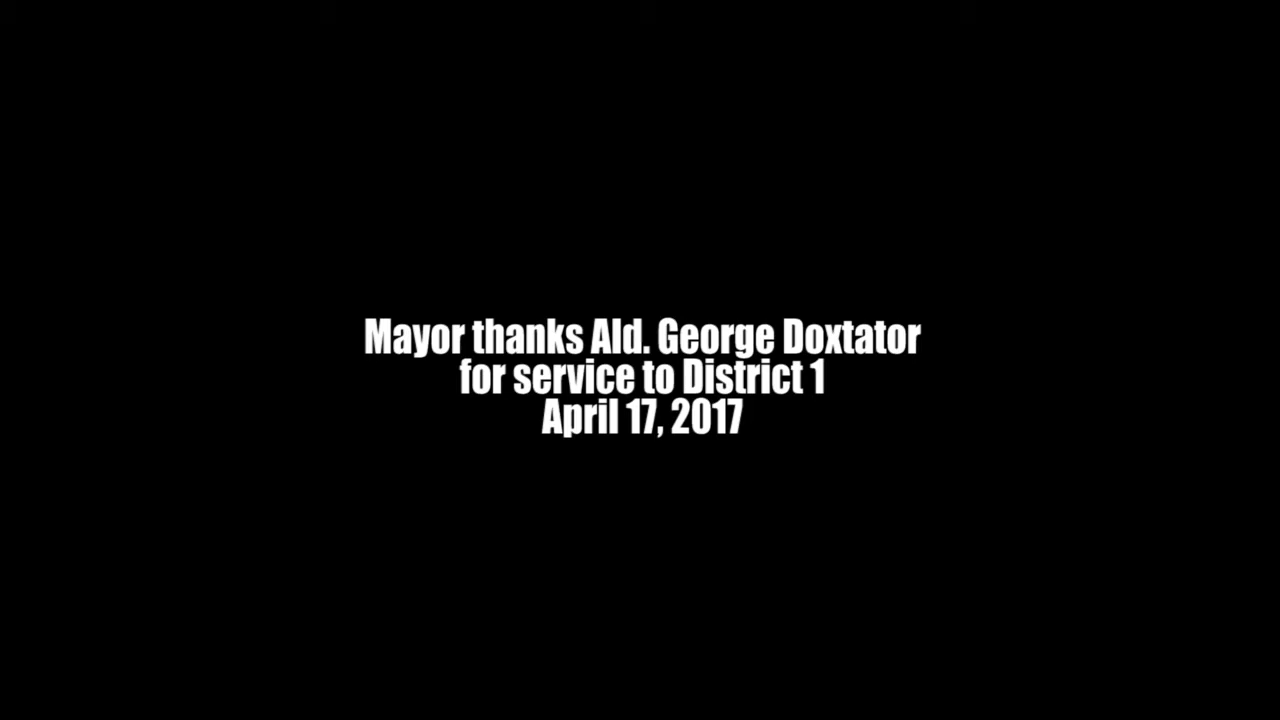 Mayor thanks Ald. George Doxtator
for service to District 1
April 17, 2017